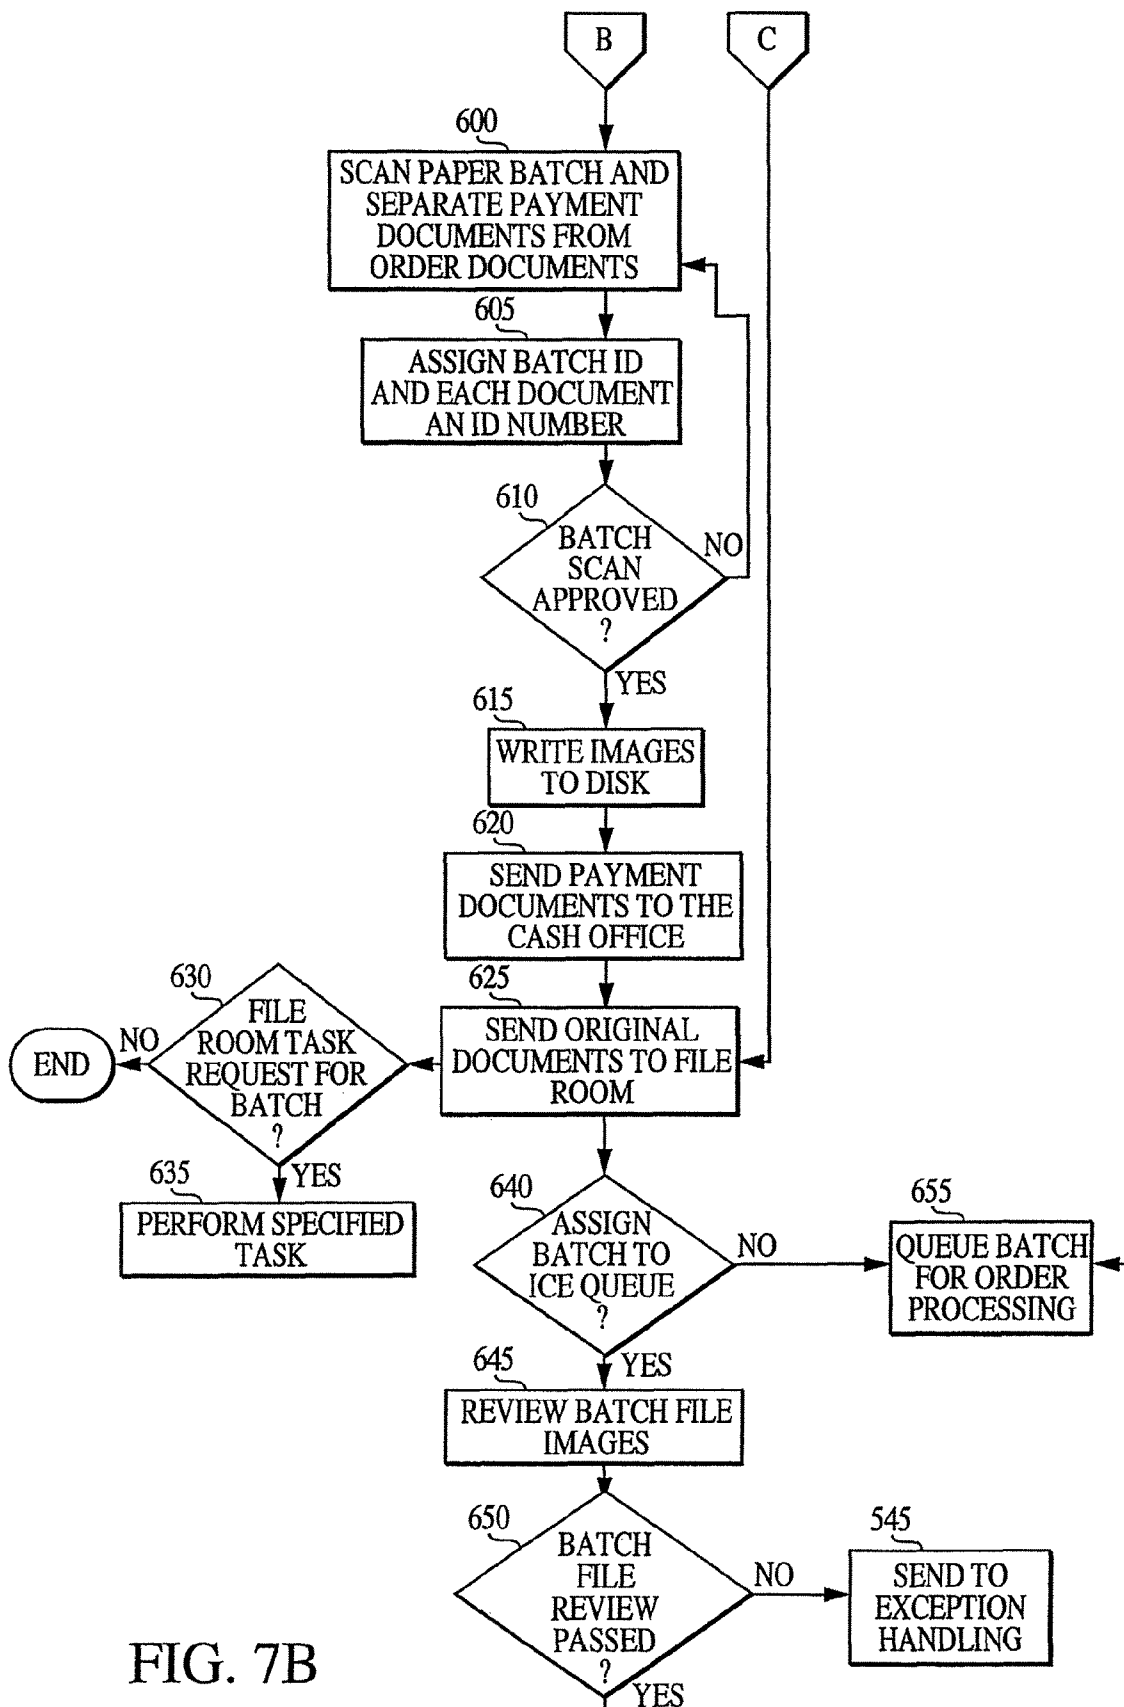 B
C
600
SCAN PAPER BATCH AND
SEPARATE PAYMENT
DOCUMENTS FROM
ORDER DOCUMENTS
605
ASSIGN BATCH ID
AND EACH DOCUMENT
AN ID NUMBER
610
BATCH
SCAN
APPROVED
?
NO
YES
615
WRITE IMAGES
TO DISK
620
SEND PAYMENT
DOCUMENTS TO THE
CASH OFFICE
625
SEND ORIGINAL
DOCUMENTS TO FILE
ROOM
630
FILE
ROOM TASK
REQUEST FOR
BATCH
?
NO
END
YES
635
PERFORM SPECIFIED
TASK
640
ASSIGN
BATCH TO
ICE QUEUE
?
NO
655
QUEUE BATCH
FOR ORDER
PROCESSING
YES
645
REVIEW BATCH FILE
IMAGES
650
BATCH
FILE
REVIEW
PASSED
?
NO
545
SEND TO
EXCEPTION
HANDLING
YES
FIG. 7B